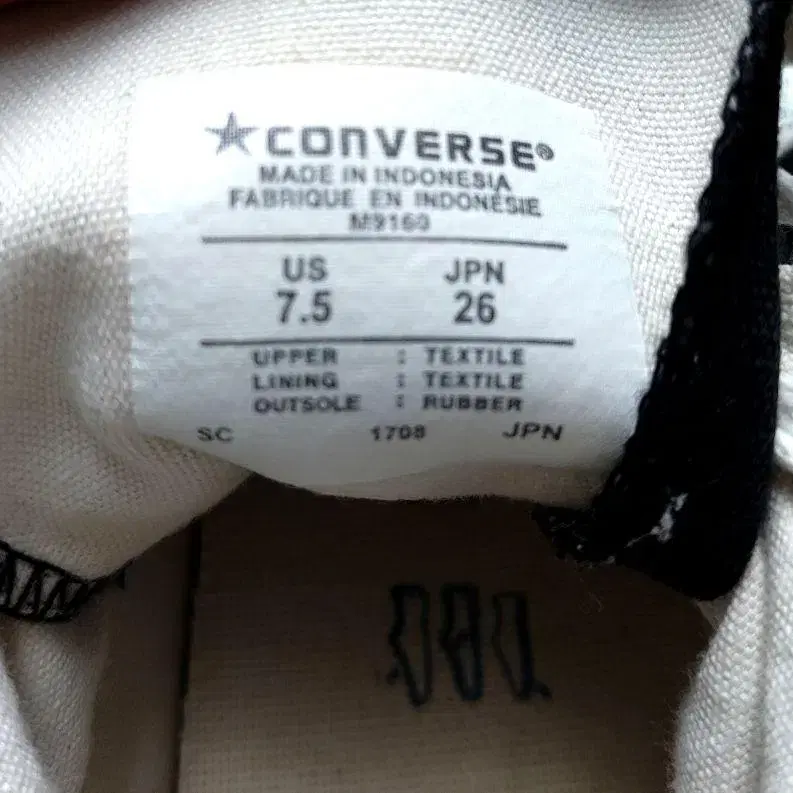 CONVERSE®
MADE IN INDONESIA
FABRIQUE EN INDONÉSIE
M9160
US JPN
7.5 26
UPPER : TEXTILE
LINING : TEXTILE
OUTSOLE : RUBBER
SC 1708 JPN